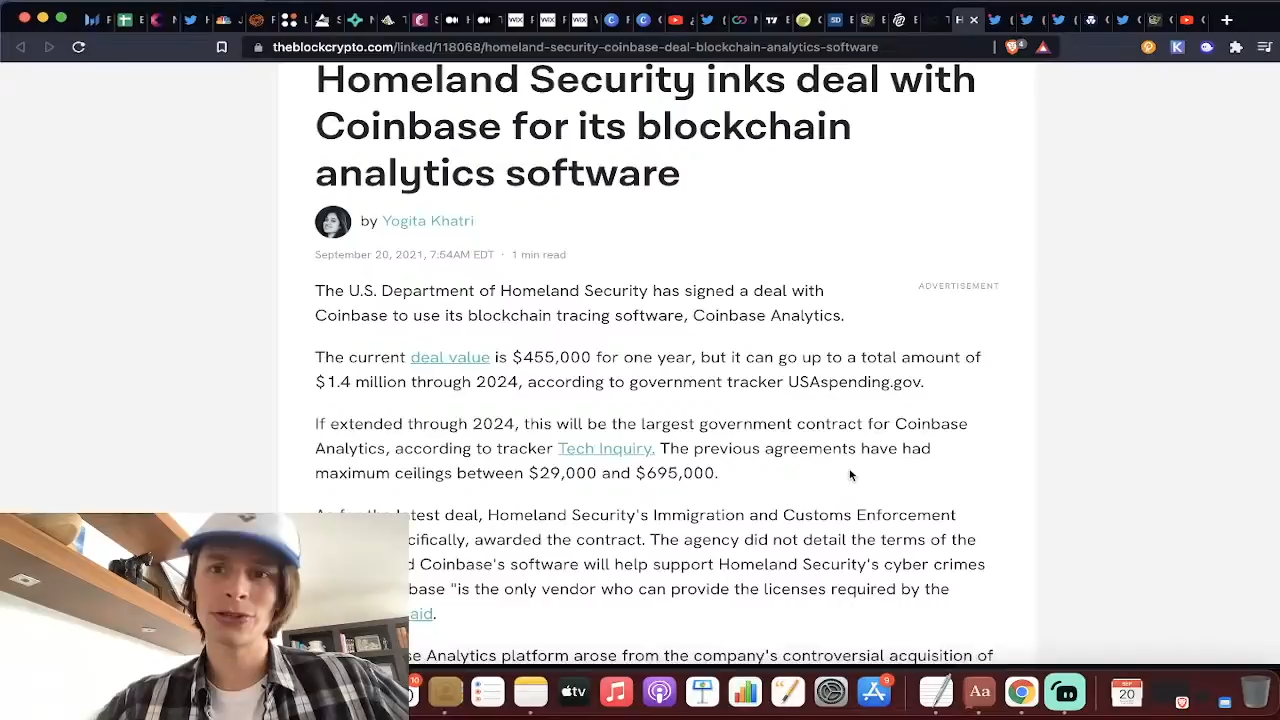 theblockcrypto.com/linked/118068/homeland-security-coinbase-deal-blockchain-analytics-software
Homeland Security inks deal with
Coinbase for its blockchain
analytics software
by Yogita Khatri
September 20, 2021, 7:54AM EDT · 1 min read
ADVERTISEMENT
The U.S. Department of Homeland Security has signed a deal with
Coinbase to use its blockchain tracing software, Coinbase Analytics.
The current deal value is $455,000 for one year, but it can go up to a total amount of
$1.4 million through 2024, according to government tracker USAspending.gov.
If extended through 2024, this will be the largest government contract for Coinbase
Analytics, according to tracker Tech Inquiry. The previous agreements have had
maximum ceilings between $29,000 and $695,000.
test deal, Homeland Security's Immigration and Customs Enforcement
cifically, awarded the contract. The agency did not detail the terms of the
d Coinbase's software will help support Homeland Security's cyber crimes
base "is the only vendor who can provide the licenses required by the
aid.
se Analytics platform arose from the company's controversial acquisition of
tv
Aa
SEP
20
9